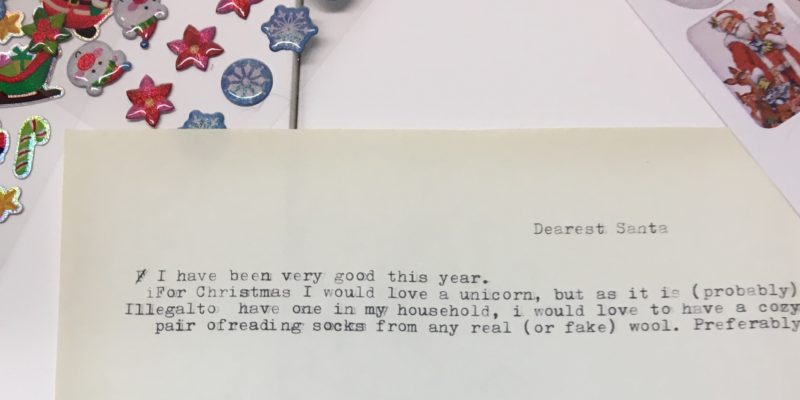 Dearest Santa
I have been very good this year.
iFor Christmas I would love a unicorn, but as it is (probably)
Illegalto have one in my household, i would love to have a cozy
pair ofreading socks from any real (or fake) wool. Preferably